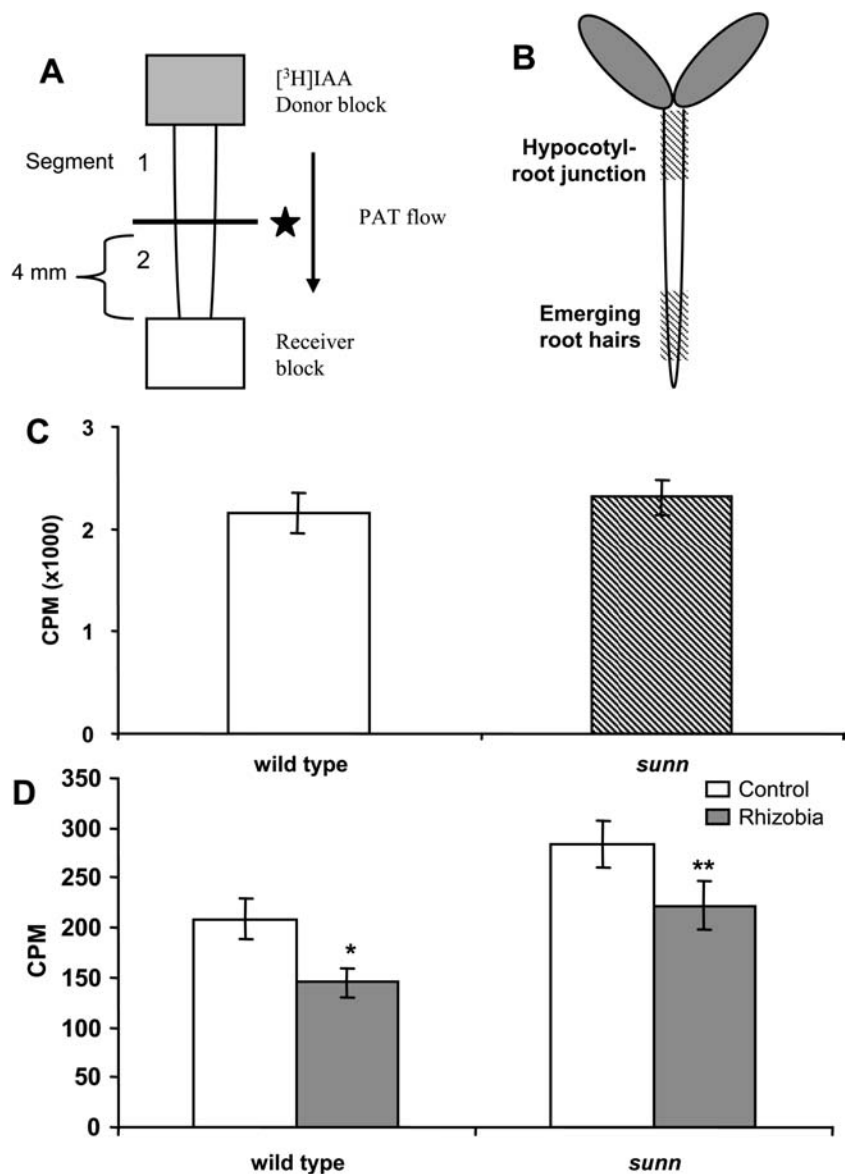 A
[³H]IAA
Donor block
Segment 1
PAT flow
2
4 mm
Receiver
block
B
Hypocotyl-
root junction
Emerging
root hairs
C
3
2
1
0
CPM (x1000)
wild type
sunn
D
350
300
250
200
150
100
50
0
CPM
Control
Rhizobia
*
**
wild type
sunn